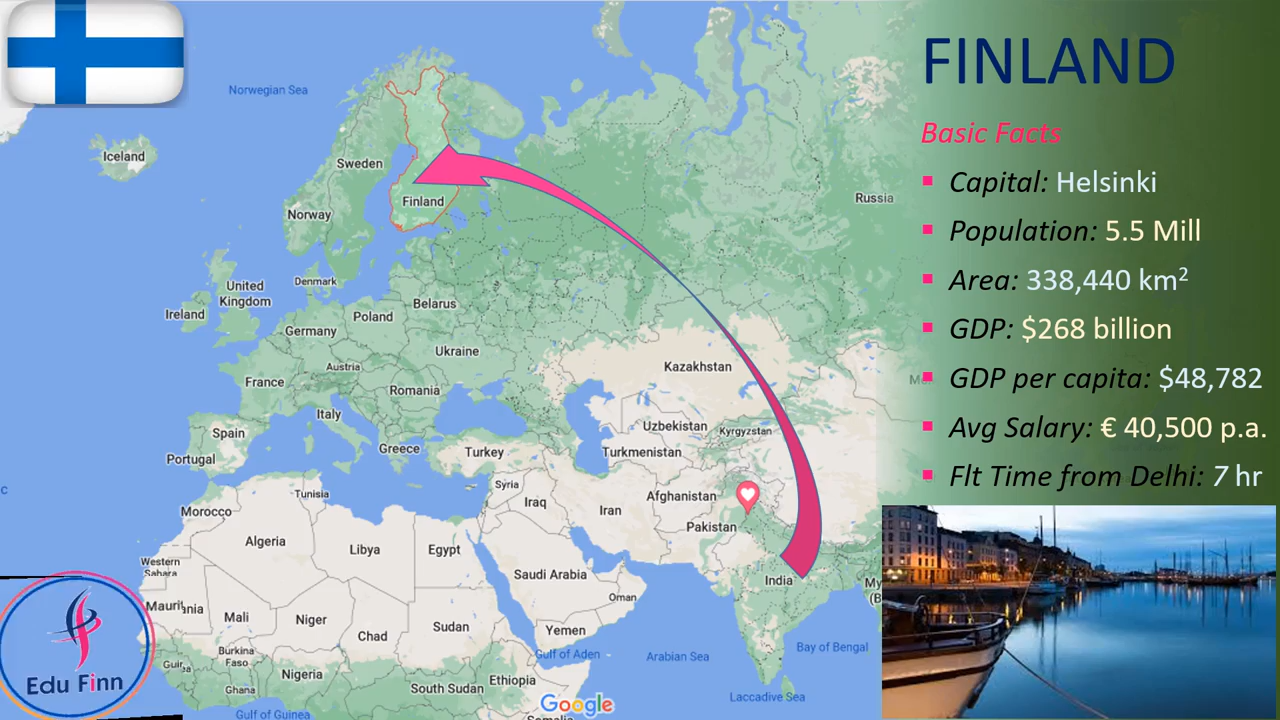 FINLAND
Basic Facts
Capital: Helsinki
Population: 5.5 Mill
Area: 338,440 km²
GDP: $268 billion
GDP per capita: $48,782
Avg Salary: € 40,500 p.a.
Flt Time from Delhi: 7 hr
Norwegian Sea
Iceland
Sweden
Finland
Norway
Russia
United
Kingdom
Denmark
Ireland
Belarus
Poland
Germany
Ukraine
Austria
Kazakhstan
France
Romania
Italy
Spain
Uzbekistan
Kyrgyzstan
Greece
Turkey
Turkmenistan
Portugal
Syria
Tunisia
Afghanistan
Iraq
Iran
Morocco
Pakistan
Algeria
Libya
Egypt
Western
Sahara
Saudi Arabia
India
Oman
Mauritania
Mali
Niger
Chad
Sudan
Yemen
Bay of Bengal
Gulf of Aden
Arabian Sea
Burkina
Faso
Nigeria
Ethiopia
South Sudan
Ghana
Laccadive Sea
Google
Gulf of Guinea
Edu Finn